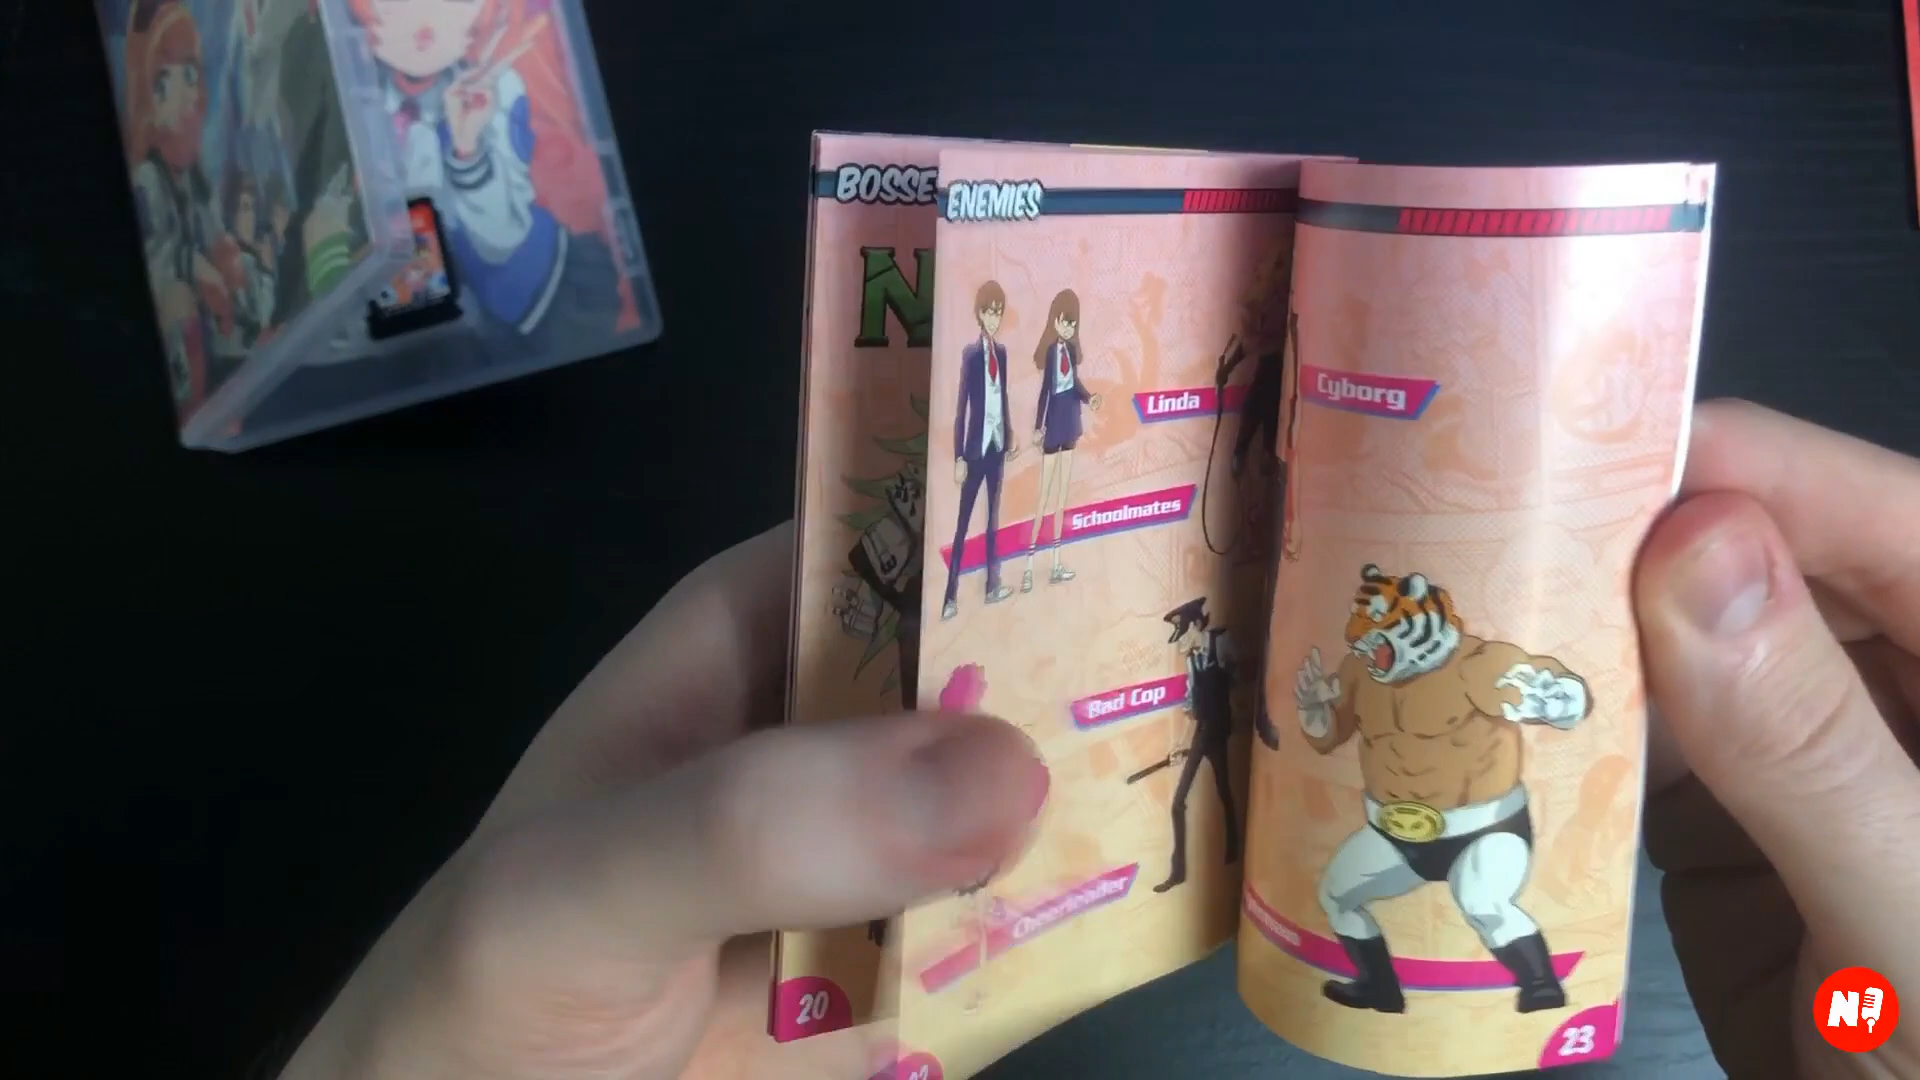 BOSSE
ENEMIES
N
Linda
Cyborg
Schoolmates
Bad Cop
Cheerleader
20
23
N